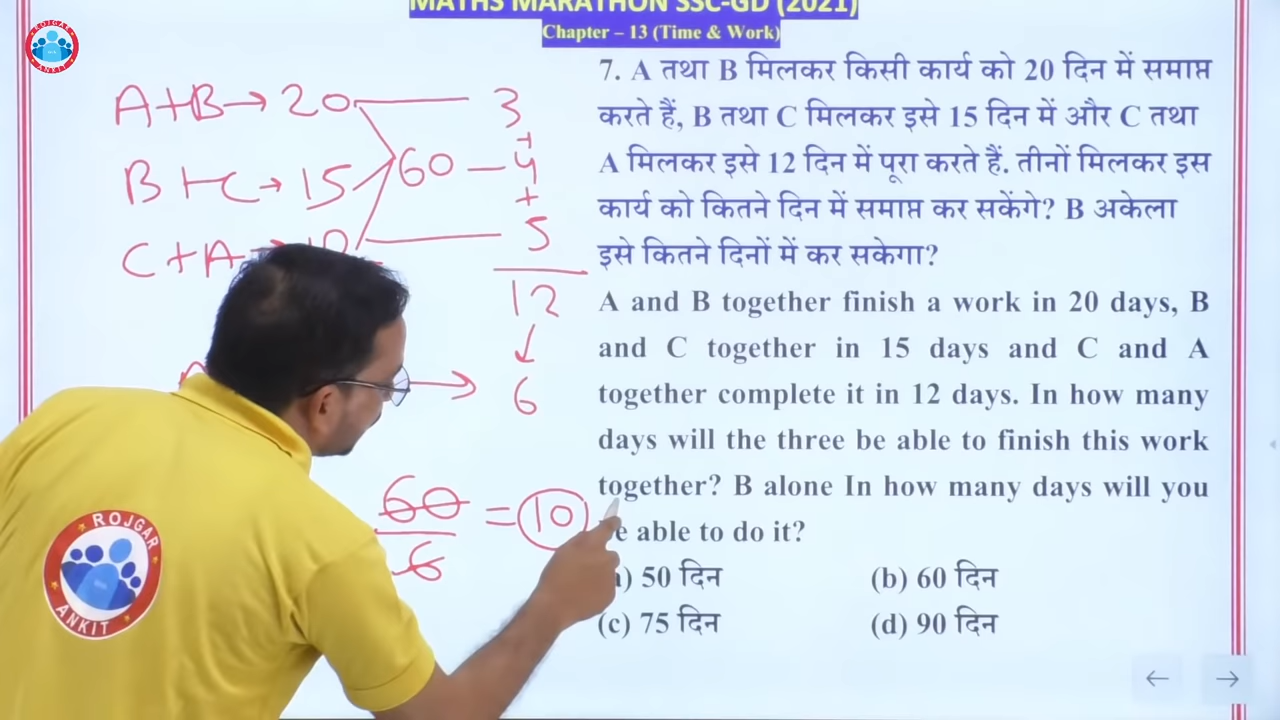 MATHS MARATHON SSC-GD (2021)
Chapter – 13 (Time & Work)
ROJGAR
ANKIT
A+B→20
3
+
B+C→15
60
4
+
C+A
5
12
↓
→ 6
60
6
=10
7. A तथा B मिलकर किसी कार्य को 20 दिन में समाप्त
करते हैं, B तथा C मिलकर इसे 15 दिन में और C तथा
A मिलकर इसे 12 दिन में पूरा करते हैं. तीनों मिलकर इस
कार्य को कितने दिन में समाप्त कर सकेंगे? B अकेला
इसे कितने दिनों में कर सकेगा?
A and B together finish a work in 20 days, B
and C together in 15 days and C and A
together complete it in 12 days. In how many
days will the three be able to finish this work
together? B alone In how many days will you
able to do it?
) 50 दिन
(b) 60 दिन
(c) 75 दिन
(d) 90 दिन
ROJGAR
ANKIT
← →